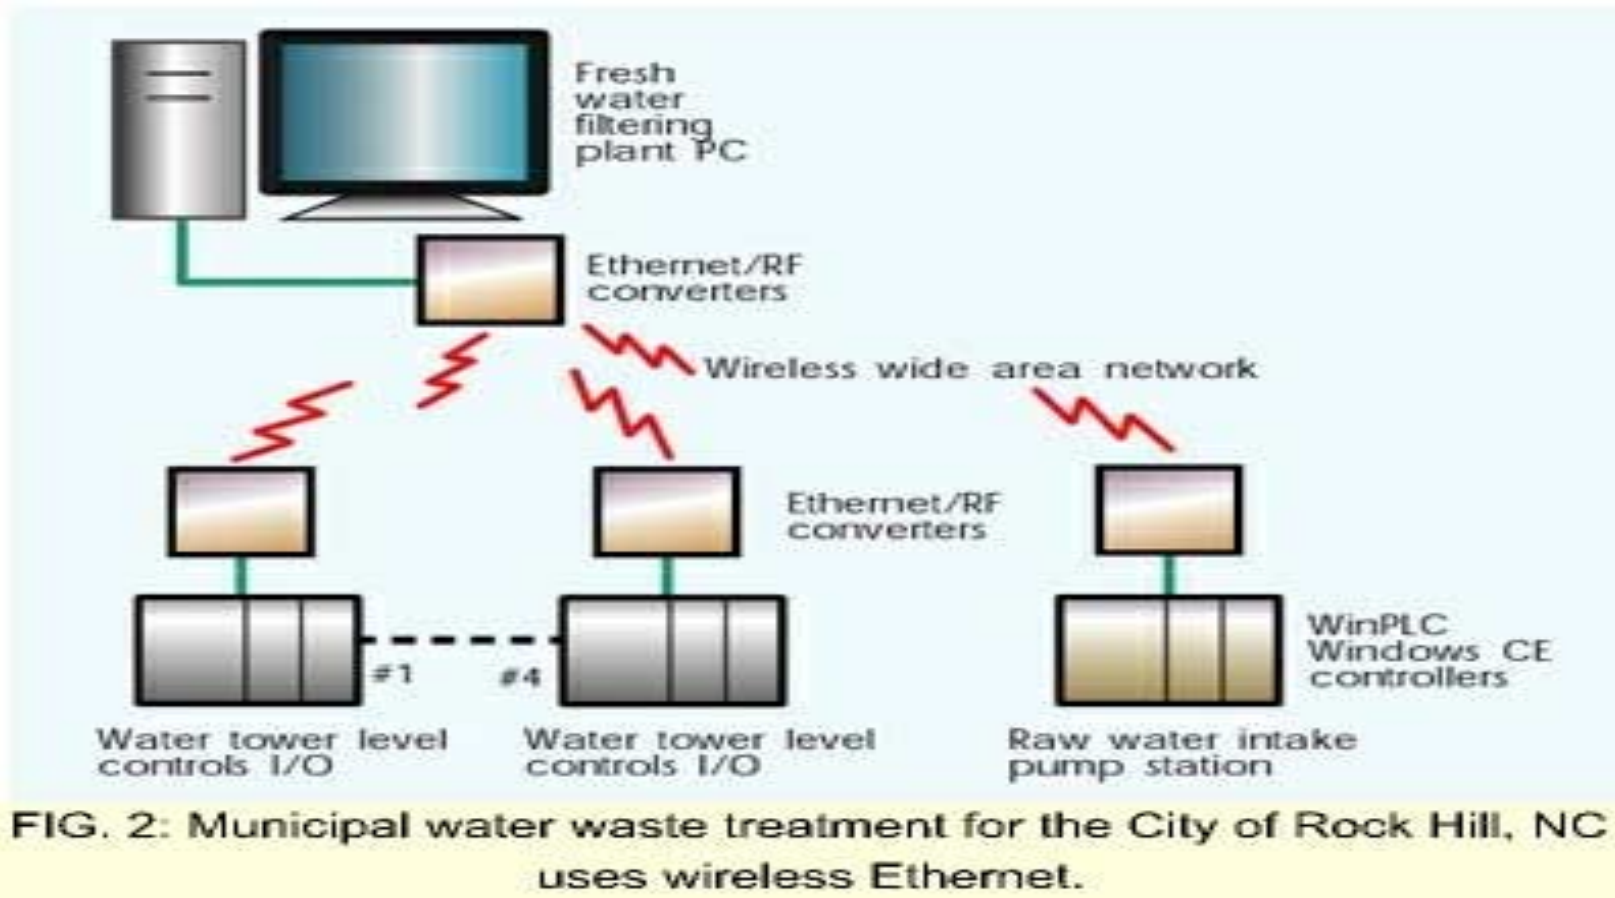 Fresh
water
filtering
plant PC
Ethernet/RF
converters
Wireless wide area network
Ethernet/RF
converters
#1
#4
WinPLC
Windows CE
controllers
Water tower level
controls I/O
Water tower level
controls I/O
Raw water intake
pump station
FIG. 2: Municipal water waste treatment for the City of Rock Hill, NC
uses wireless Ethernet.